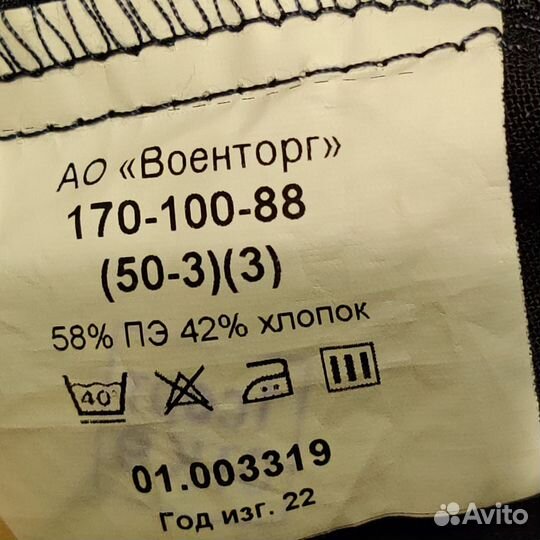 АО «Военторг»
170-100-88
(50-3)(3)
58% ПЭ 42% хлопок
40°
01.003319
Год изг. 22
Avito